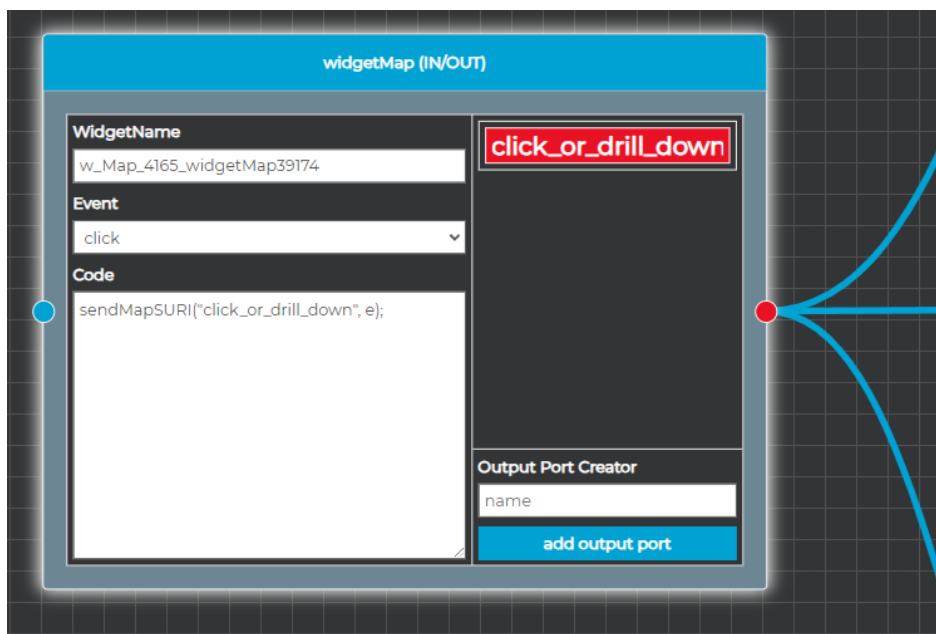 widgetMap (IN/OUT)
WidgetName
w_Map_4165_widgetMap39174
Event
click
Code
sendMapSURI("click_or_drill_down", e);
click_or_drill_down
Output Port Creator
name
add output port